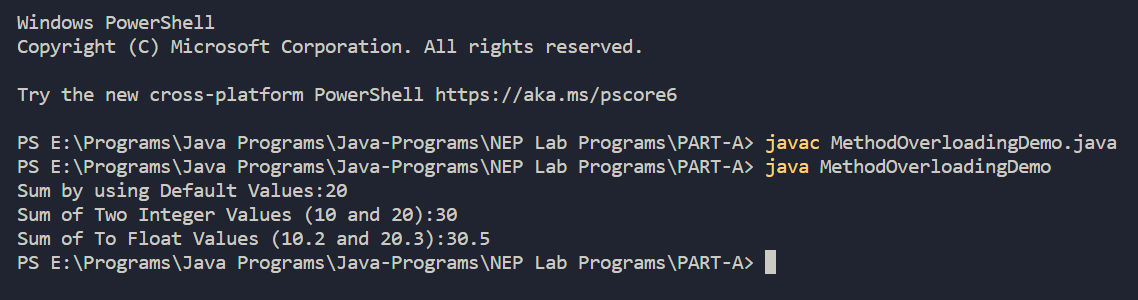 Windows PowerShell
Copyright (C) Microsoft Corporation. All rights reserved.
Try the new cross-platform PowerShell https://aka.ms/pscore6
PS E:\Programs\Java Programs\Java-Programs\NEP Lab Programs\PART-A> javac MethodOverloadingDemo.java
PS E:\Programs\Java Programs\Java-Programs\NEP Lab Programs\PART-A> java MethodOverloadingDemo
Sum by using Default Values:20
Sum of Two Integer Values (10 and 20):30
Sum of To Float Values (10.2 and 20.3):30.5
PS E:\Programs\Java Programs\Java-Programs\NEP Lab Programs\PART-A>